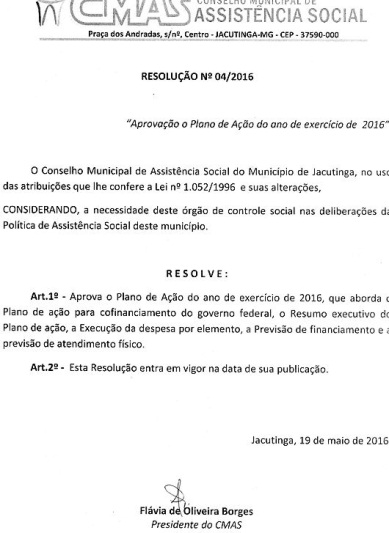 CONSELHO MUNICIPAL DE
CMAS ASSISTÊNCIA SOCIAL
Praça dos Andradas, s/nº, Centro - JACUTINGA-MG - CEP - 37590-000
RESOLUÇÃO Nº 04/2016
"Aprovação o Plano de Ação do ano de exercício de 2016"
O Conselho Municipal de Assistência Social do Município de Jacutinga, no uso
das atribuições que lhe confere a Lei nº 1.052/1996 e suas alterações,
CONSIDERANDO, a necessidade deste órgão de controle social nas deliberações da
Política de Assistência Social deste município.
R E S O L V E :
Art.1º - Aprova o Plano de Ação do ano de exercício de 2016, que aborda o
Plano de ação para cofinanciamento do governo federal, o Resumo executivo do
Plano de ação, a Execução da despesa por elemento, a Previsão de financiamento e a
previsão de atendimento físico.
Art.2º - Esta Resolução entra em vigor na data de sua publicação.
Jacutinga, 19 de maio de 2016
Flávia de Oliveira Borges
Presidente do CMAS